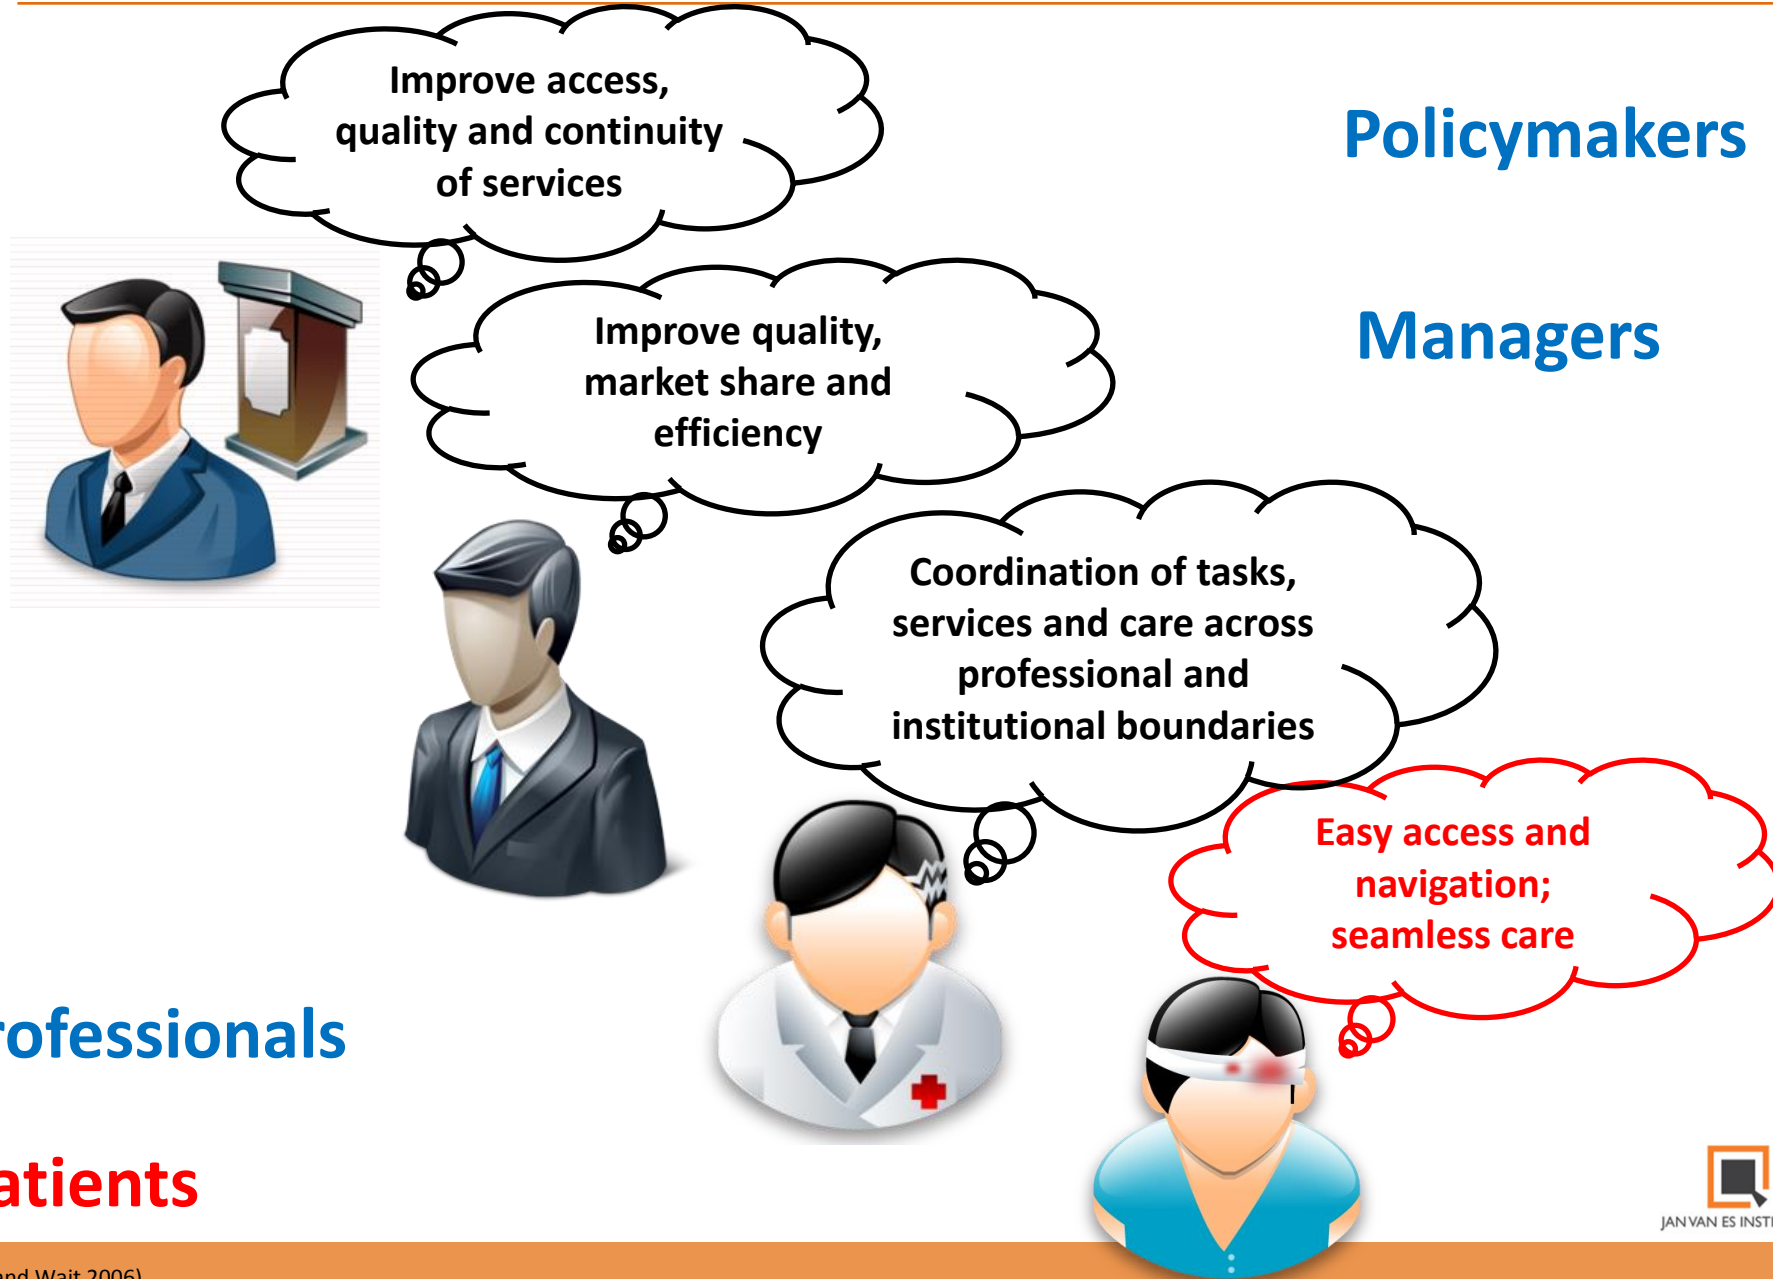 Improve access,
quality and continuity
of services
Policymakers
Improve quality,
market share and
efficiency
Managers
Coordination of tasks,
services and care across
professional and
institutional boundaries
Easy access and
navigation;
seamless care
rofessionals
atients
JAN VAN ES INSTI
and Wait 2006)